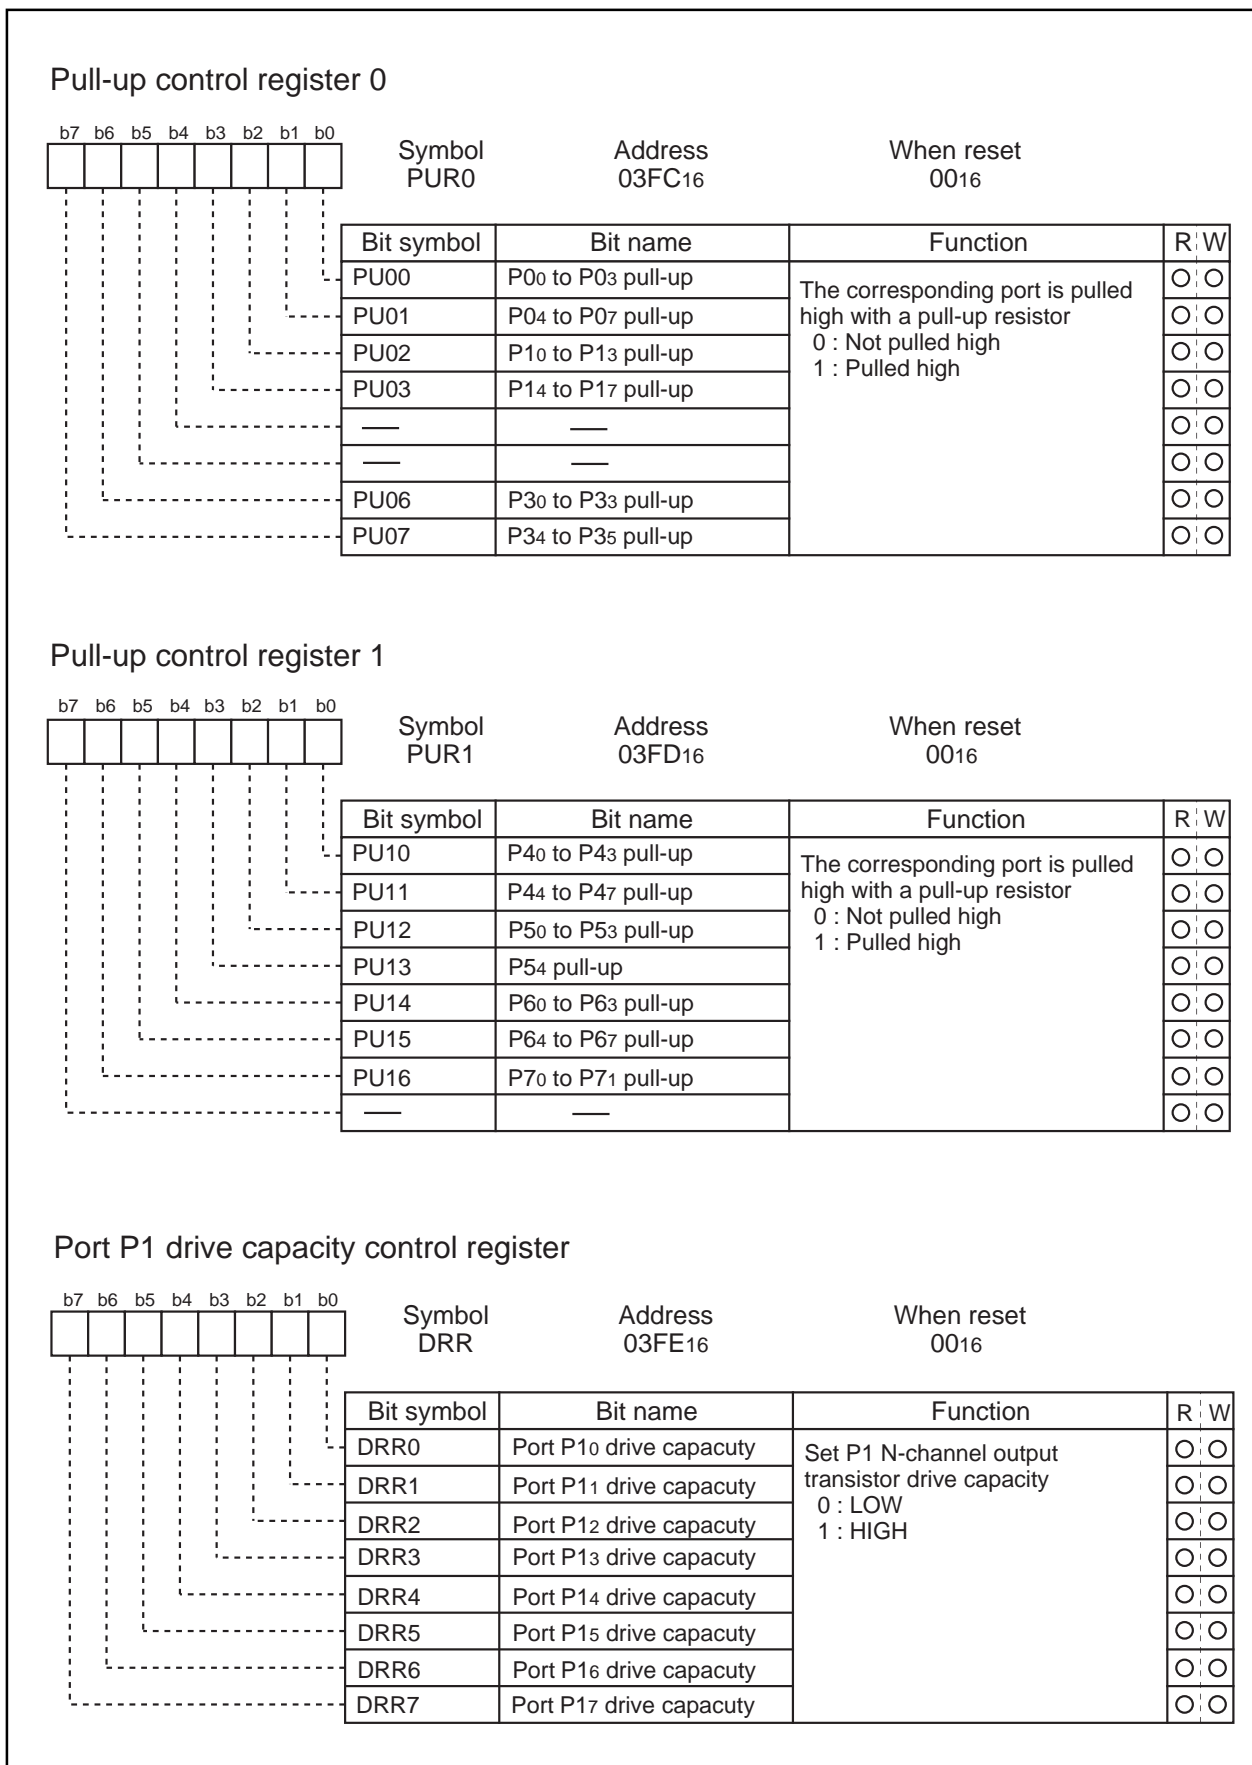 Pull-up control register 0
b7 b6 b5 b4 b3 b2 b1 b0
Symbol Address When reset
PUR0 03FC16 0016
Bit symbol Bit name Function R W
PU00 P00 to P03 pull-up The corresponding port is pulled
PU01 P04 to P07 pull-up high with a pull-up resistor
PU02 P10 to P13 pull-up 0 : Not pulled high
PU03 P14 to P17 pull-up 1 : Pulled high
— —
— —
PU06 P30 to P33 pull-up
PU07 P34 to P35 pull-up
Pull-up control register 1
b7 b6 b5 b4 b3 b2 b1 b0
Symbol Address When reset
PUR1 03FD16 0016
Bit symbol Bit name Function R W
PU10 P40 to P43 pull-up The corresponding port is pulled
PU11 P44 to P47 pull-up high with a pull-up resistor
PU12 P50 to P53 pull-up 0 : Not pulled high
PU13 P54 pull-up 1 : Pulled high
PU14 P60 to P63 pull-up
PU15 P64 to P67 pull-up
PU16 P70 to P71 pull-up
— —
Port P1 drive capacity control register
b7 b6 b5 b4 b3 b2 b1 b0
Symbol Address When reset
DRR 03FE16 0016
Bit symbol Bit name Function R W
DRR0 Port P10 drive capacuty Set P1 N-channel output
DRR1 Port P11 drive capacuty transistor drive capacity
DRR2 Port P12 drive capacuty 0 : LOW
DRR3 Port P13 drive capacuty 1 : HIGH
DRR4 Port P14 drive capacuty
DRR5 Port P15 drive capacuty
DRR6 Port P16 drive capacuty
DRR7 Port P17 drive capacuty